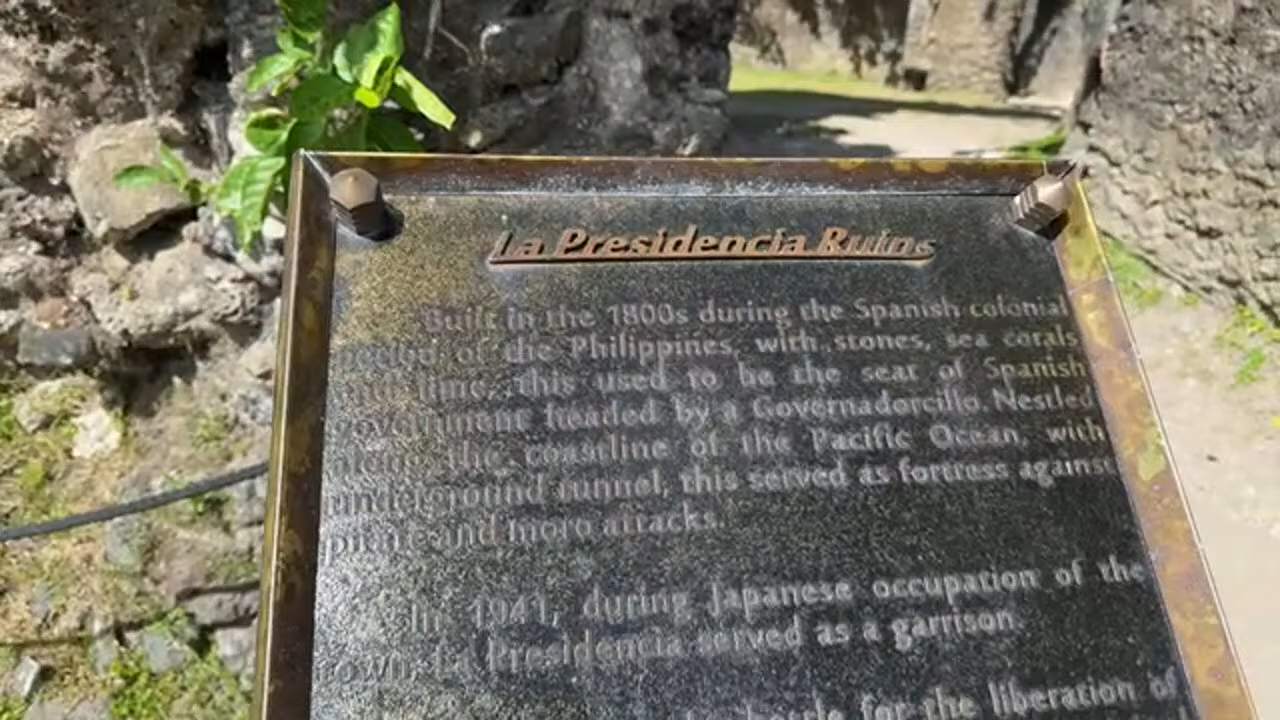 La Presidencia Ruins
Built in the 1800s during the Spanish colonial
period of the Philippines, with stones, sea corals
and lime, this used to be the seat of Spanish
government headed by a Governadorcillo. Nestled
along the coastline of the Pacific Ocean, with
underground tunnel, this served as fortress against
pirate and moro attacks.
In 1941, during Japanese occupation of the
town, La Presidencia served as a garrison.
battle for the liberation of